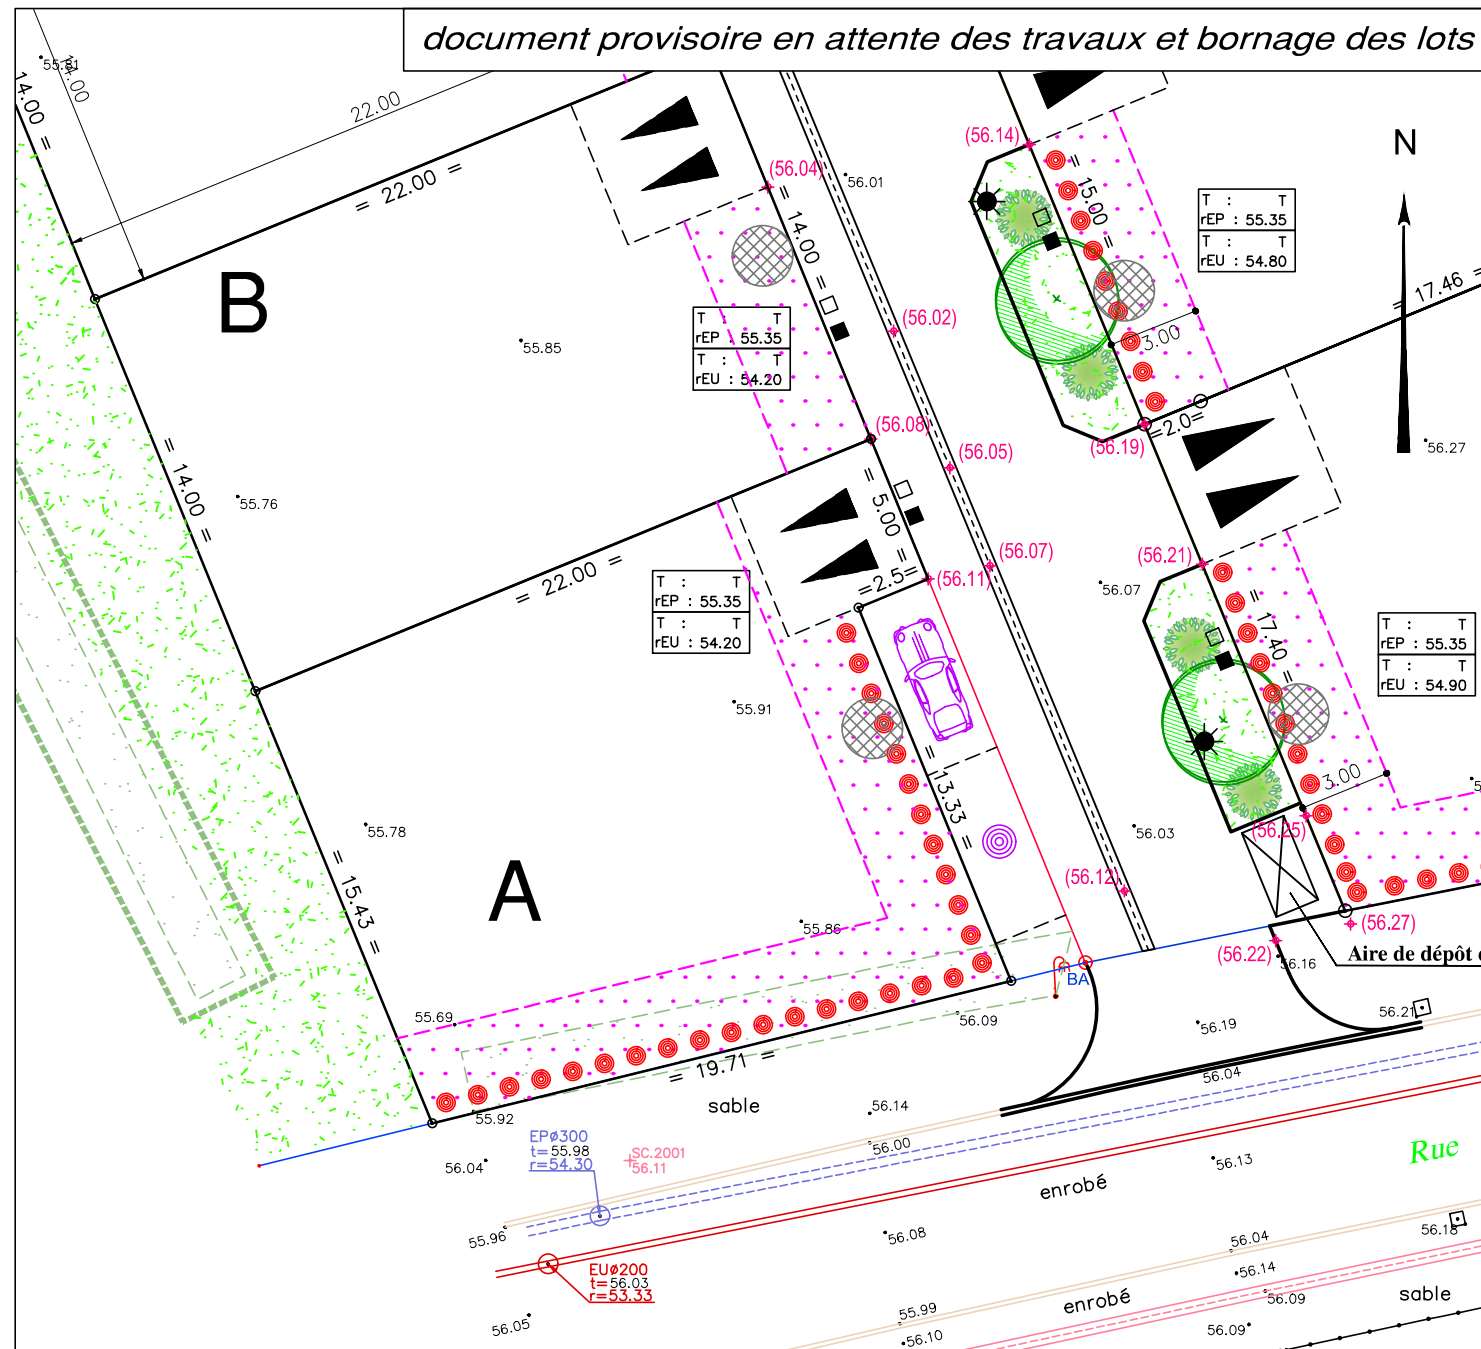 document provisoire en attente des travaux et bornage des lots
55.81
14.00
14.00 =
22.00
= 22.00 =
(56.14)
N
(56.04)
56.01
= 15.00 =
T : T
rEP : 55.35
T : T
rEU : 54.80
= 14.00 =
B
= 17.46 =
(56.02)
T : T
rEP : 55.35
T : T
rEU : 54.20
55.85
3.00
(56.08)
=2.0=
(56.19)
56.27
(56.05)
= 14.00 =
55.76
= 5.00 =
(56.07)
(56.21)
= 22.00 =
=2.5=
(56.11)
56.07
T : T
rEP : 55.35
T : T
rEU : 54.20
= 17.40 =
T : T
rEP : 55.35
T : T
rEU : 54.90
55.91
= 13.33 =
3.00
55.78
56.03
(56.25)
= 15.43 =
A
(56.12)
55.86
(56.27)
(56.22)
56.16
Aire de dépôt
BA
55.69
56.09
56.19
56.21
= 19.71 =
56.04
sable
55.92
56.14
EPø300
t=55.98
r=54.30
SC.2001
56.11
56.00
56.04
56.13
Rue
enrobé
55.96
56.08
56.18
56.04
EUø200
t=56.03
r=53.33
56.14
56.09
enrobé
sable
55.99
56.05
56.10
56.09